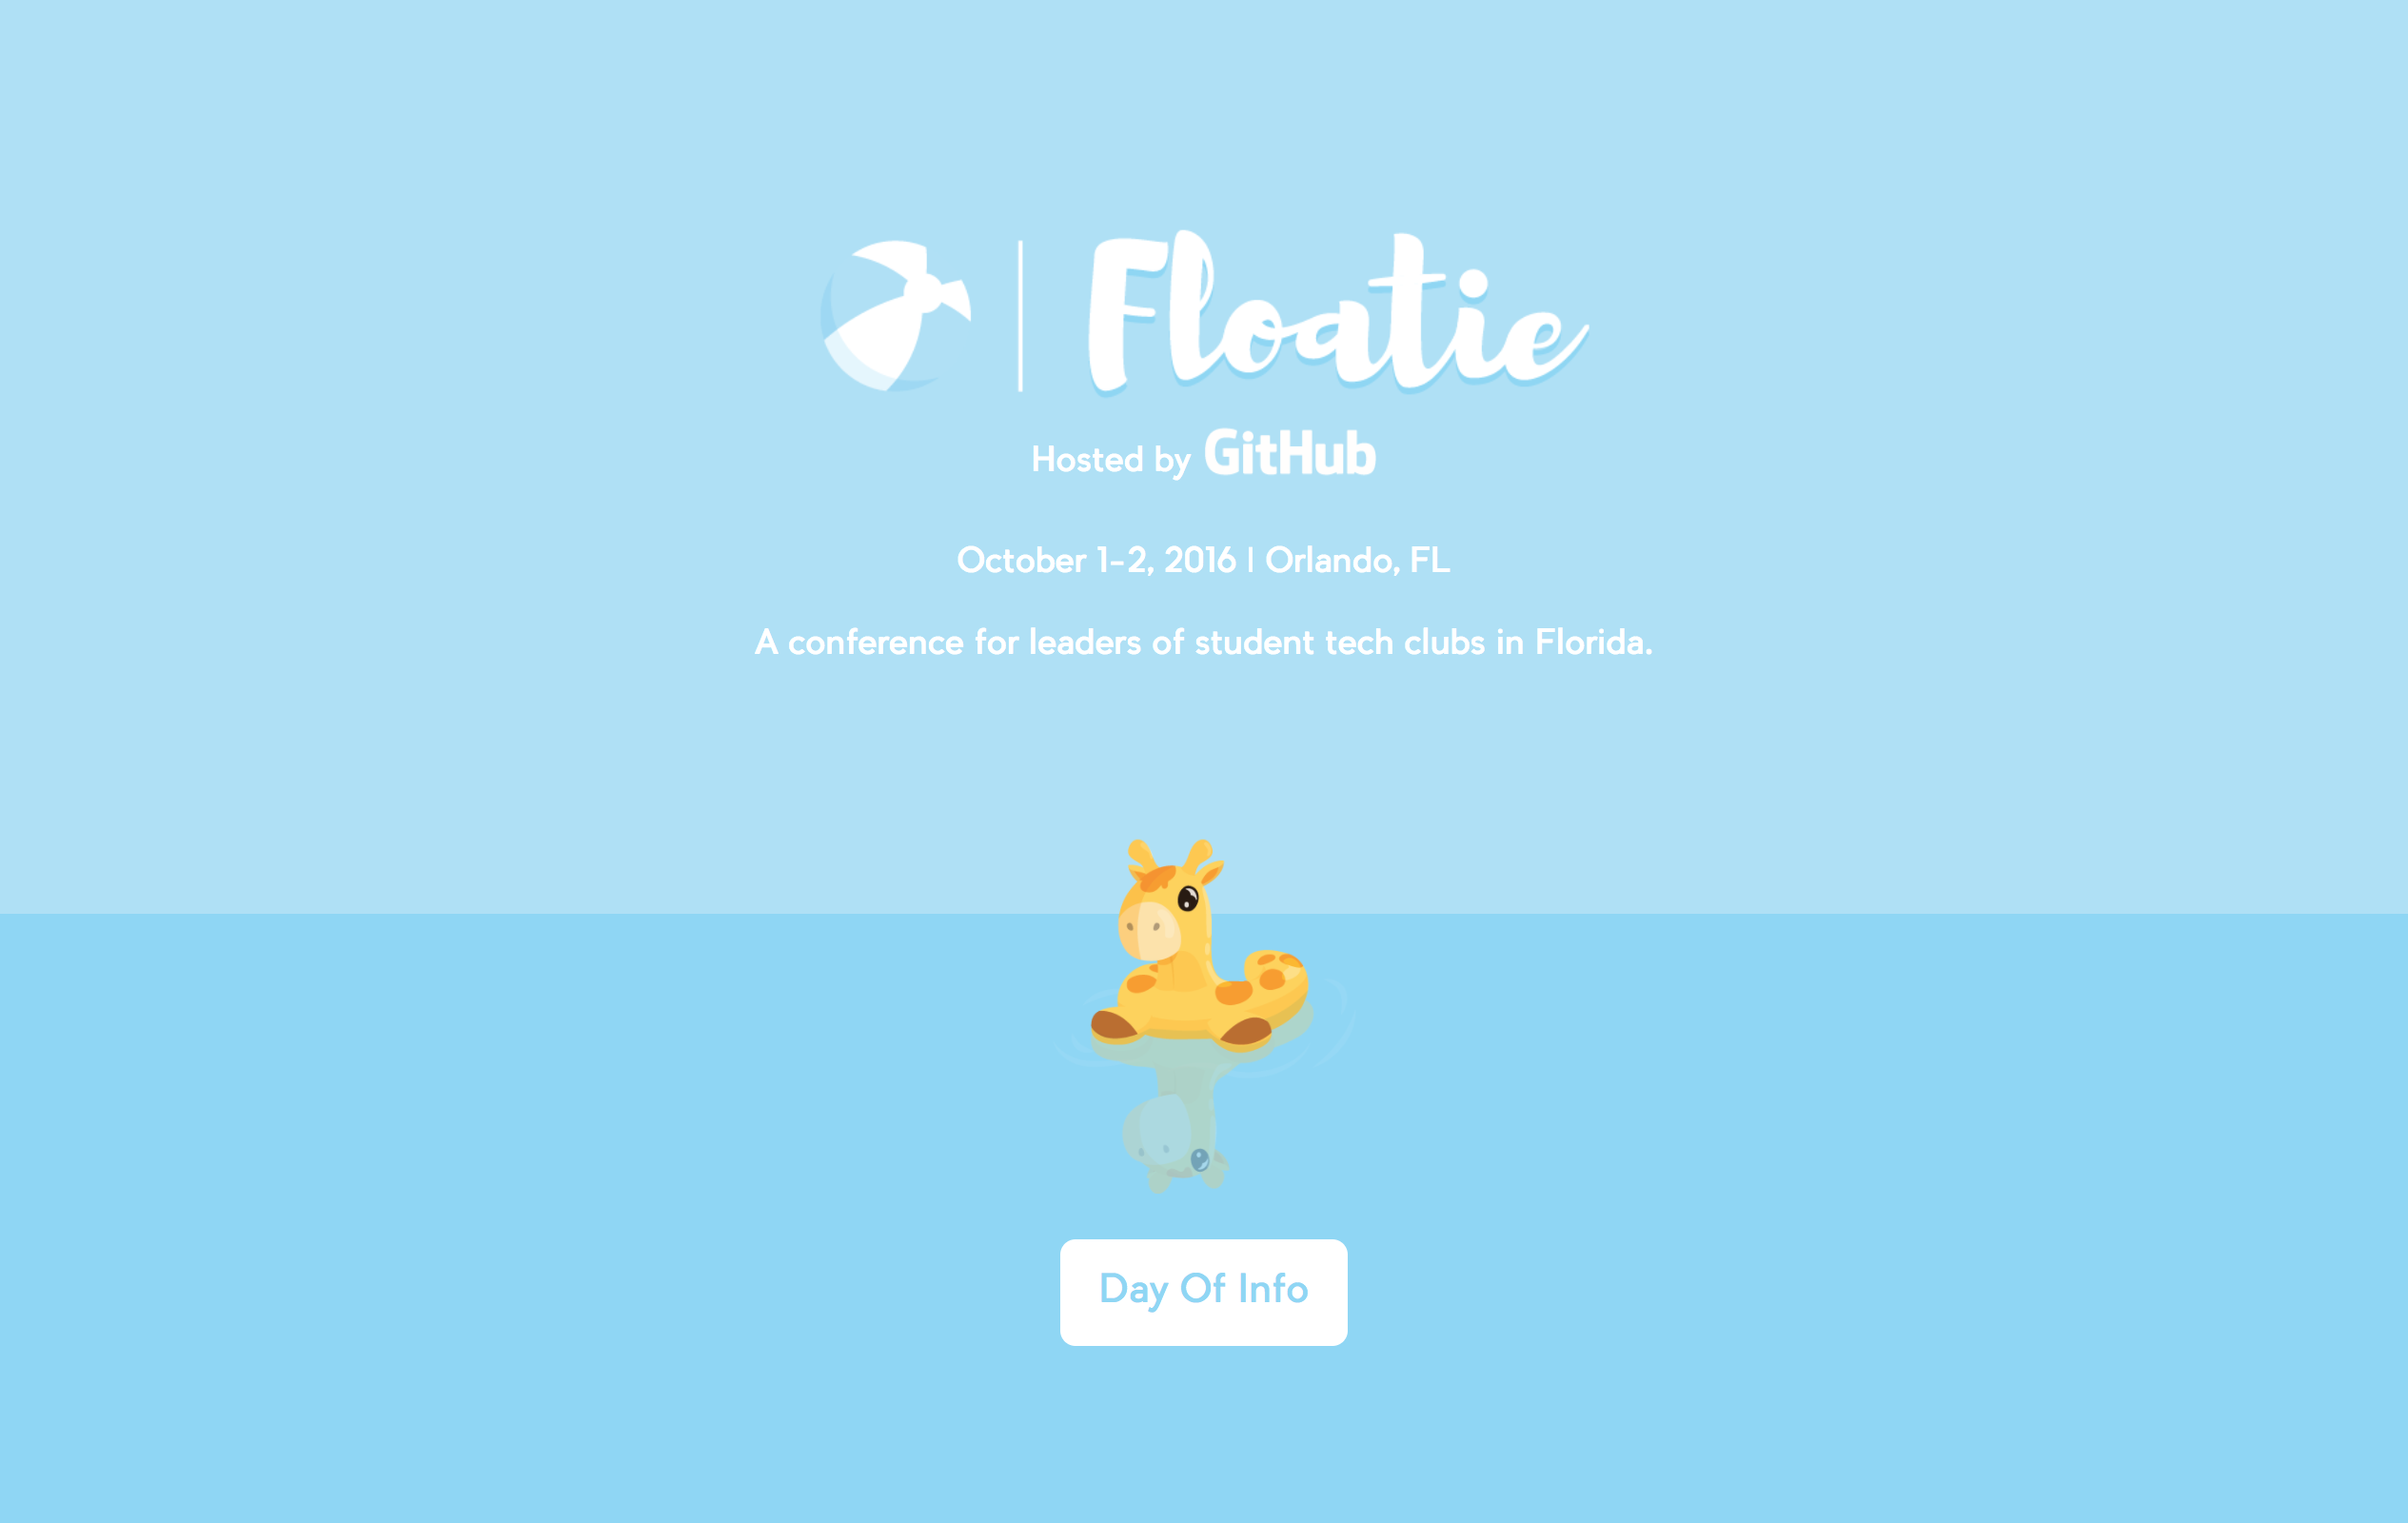 Floatie
Hosted by GitHub
October 1-2, 2016 | Orlando, FL
A conference for leaders of student tech clubs in Florida.
Day Of Info